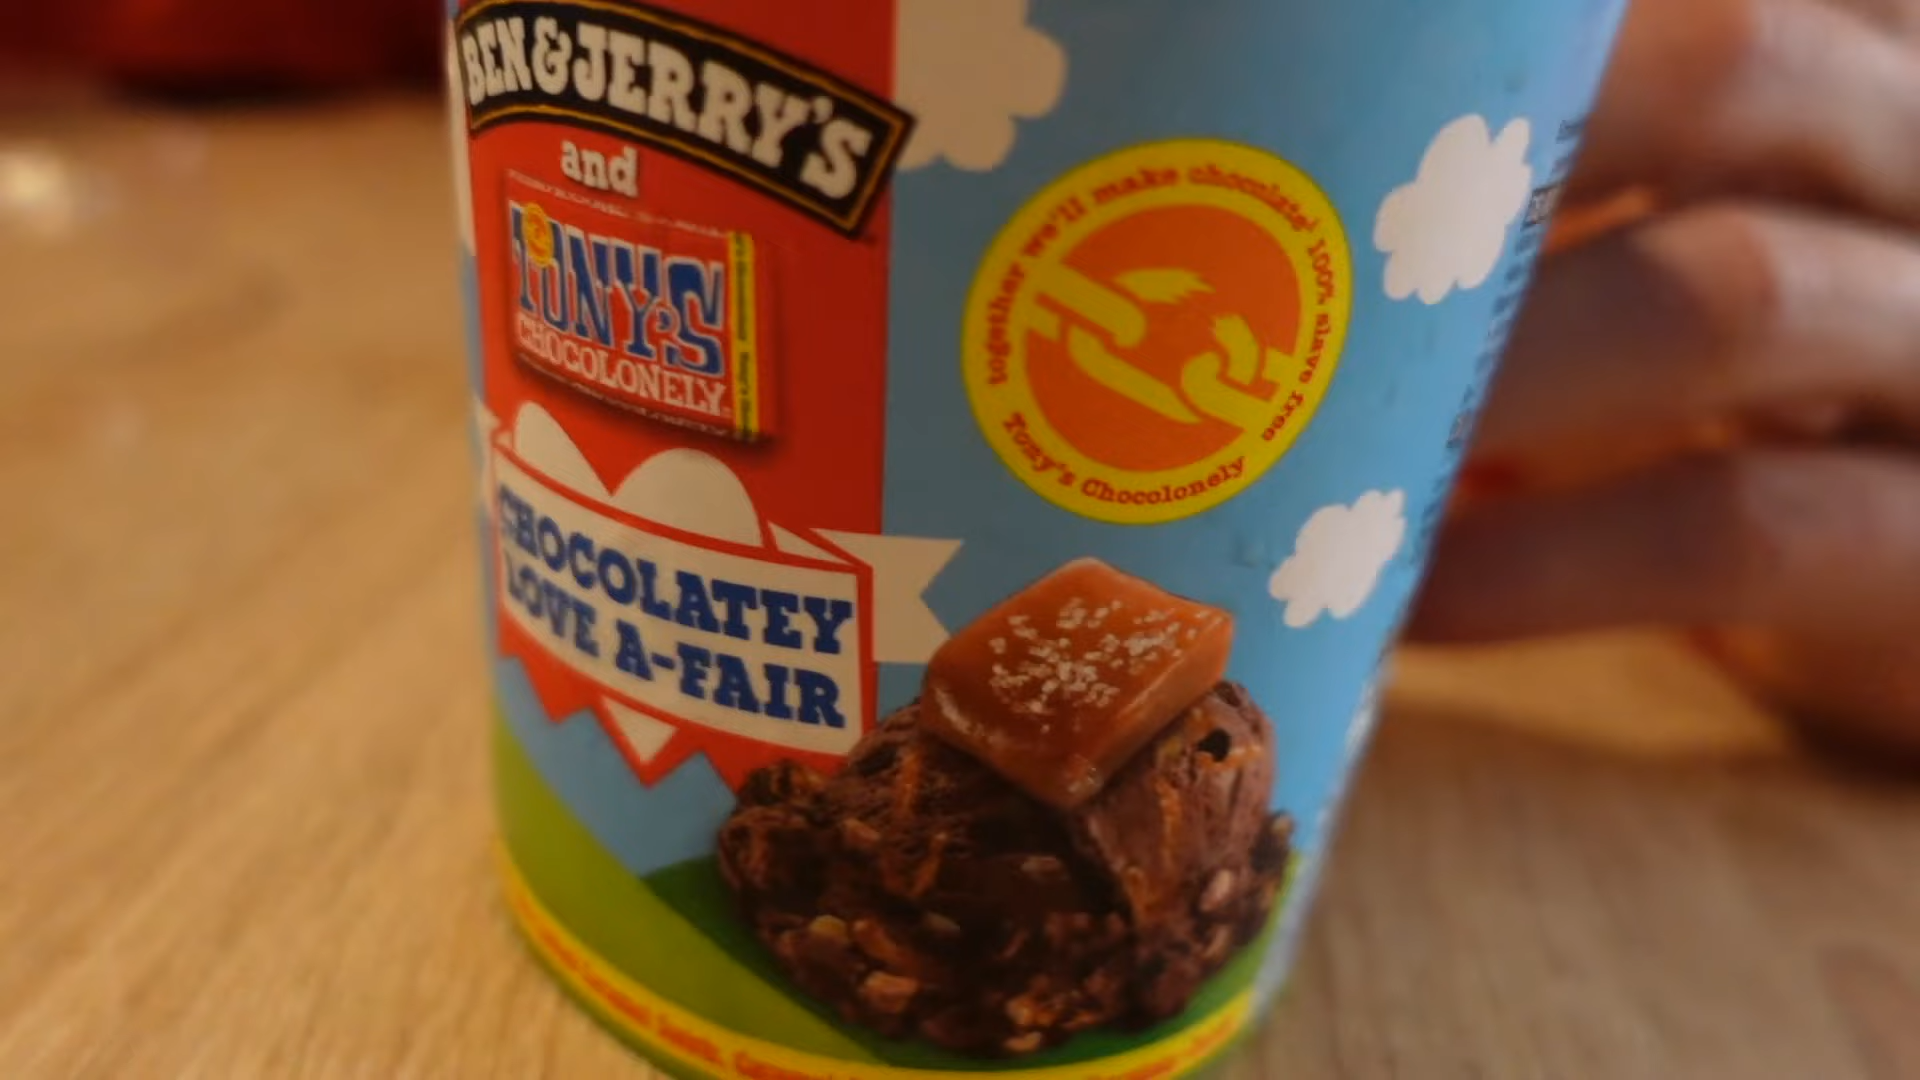 BEN & JERRY'S
and
TONY'S
CHOCOLONELY
CHOCOLATEY
LOVE A-FAIR
together we'll make chocolate 100% slave free
Tony's Chocolonely